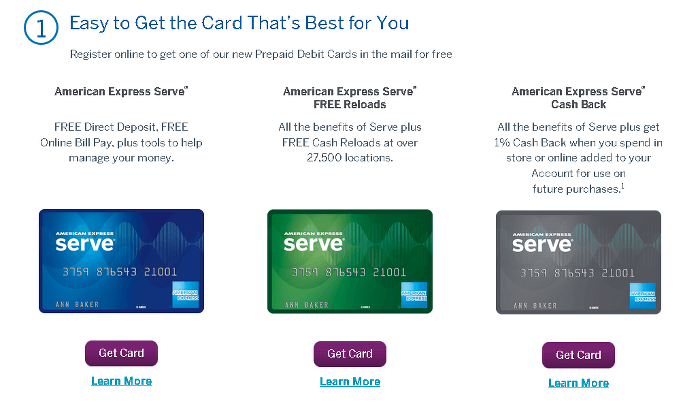 1 Easy to Get the Card That's Best for You
Register online to get one of our new Prepaid Debit Cards in the mail for free
American Express Serve®
FREE Direct Deposit, FREE
Online Bill Pay, plus tools to help
manage your money.
AMERICAN EXPRESS
serve
3759 876543 21001
AMERICAN
EXPRESS
ANN BAKER
Get Card
Learn More
American Express Serve®
FREE Reloads
All the benefits of Serve plus
FREE Cash Reloads at over
27,500 locations.
AMERICAN EXPRESS
serve
3759 876543 21001
AMERICAN
EXPRESS
ANN BAKER
Get Card
Learn More
American Express Serve®
Cash Back
All the benefits of Serve plus get
1% Cash Back when you spend in
store or online added to your
Account for use on
future purchases.1
AMERICAN EXPRESS
serve
3759 876543 21001
AMERICAN
EXPRESS
ANN BAKER
Get Card
Learn More